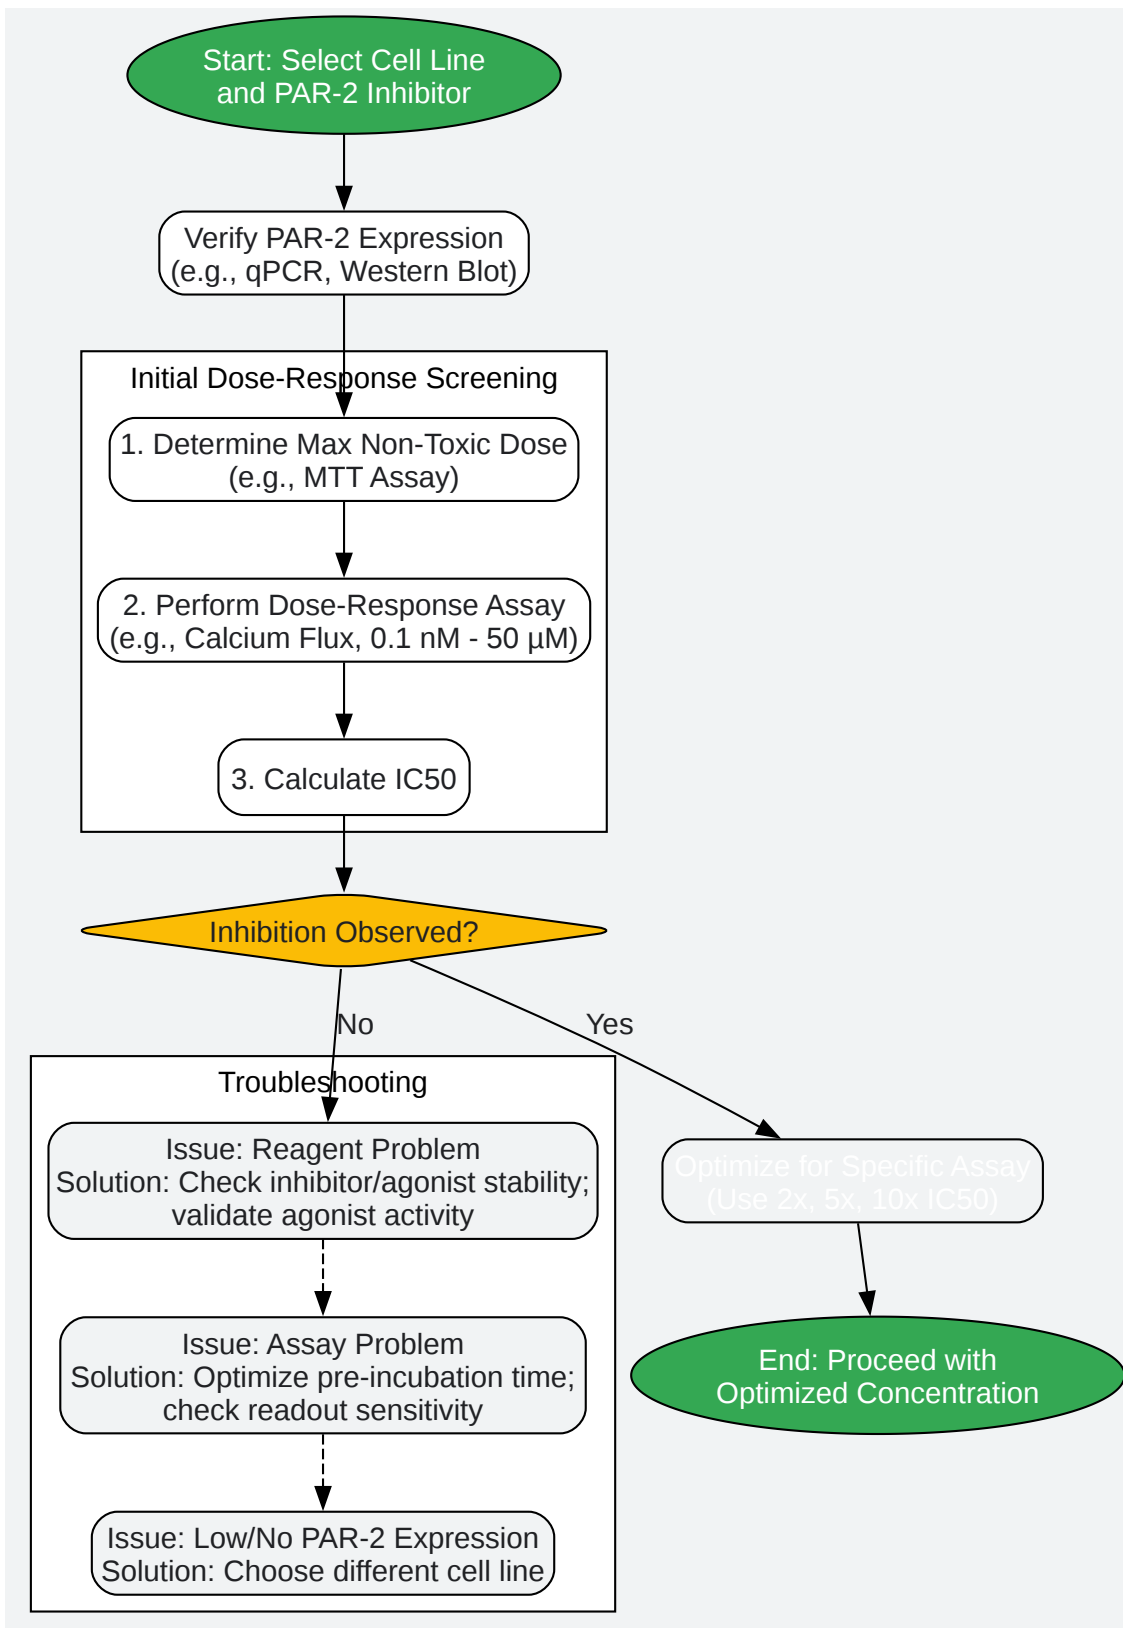 Start: Select Cell Line
and PAR-2 Inhibitor
Verify PAR-2 Expression
(e.g., qPCR, Western Blot)
Initial Dose-Response Screening
1. Determine Max Non-Toxic Dose
(e.g., MTT Assay)
2. Perform Dose-Response Assay
(e.g., Calcium Flux, 0.1 nM - 50 µM)
3. Calculate IC50
Inhibition Observed?
No
Yes
Troubleshooting
Issue: Reagent Problem
Solution: Check inhibitor/agonist stability;
validate agonist activity
Optimize for Specific Assay
(Use 2x, 5x, 10x IC50)
Issue: Assay Problem
Solution: Optimize pre-incubation time;
check readout sensitivity
End: Proceed with
Optimized Concentration
Issue: Low/No PAR-2 Expression
Solution: Choose different cell line